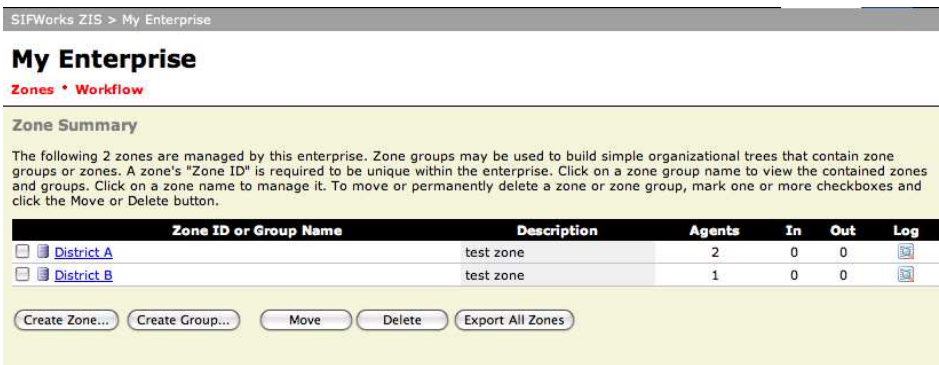 SIFWorks ZIS > My Enterprise
My Enterprise
Zones • Workflow
Zone Summary
The following 2 zones are managed by this enterprise. Zone groups may be used to build simple organizational trees that contain zone
groups or zones. A zone's "Zone ID" is required to be unique within the enterprise. Click on a zone group name to view the contained zones
and groups. Click on a zone name to manage it. To move or permanently delete a zone or zone group, mark one or more checkboxes and
click the Move or Delete button.
Zone ID or Group Name Description Agents In Out Log
District A test zone 2 0 0
District B test zone 1 0 0
Create Zone... Create Group... Move Delete Export All Zones